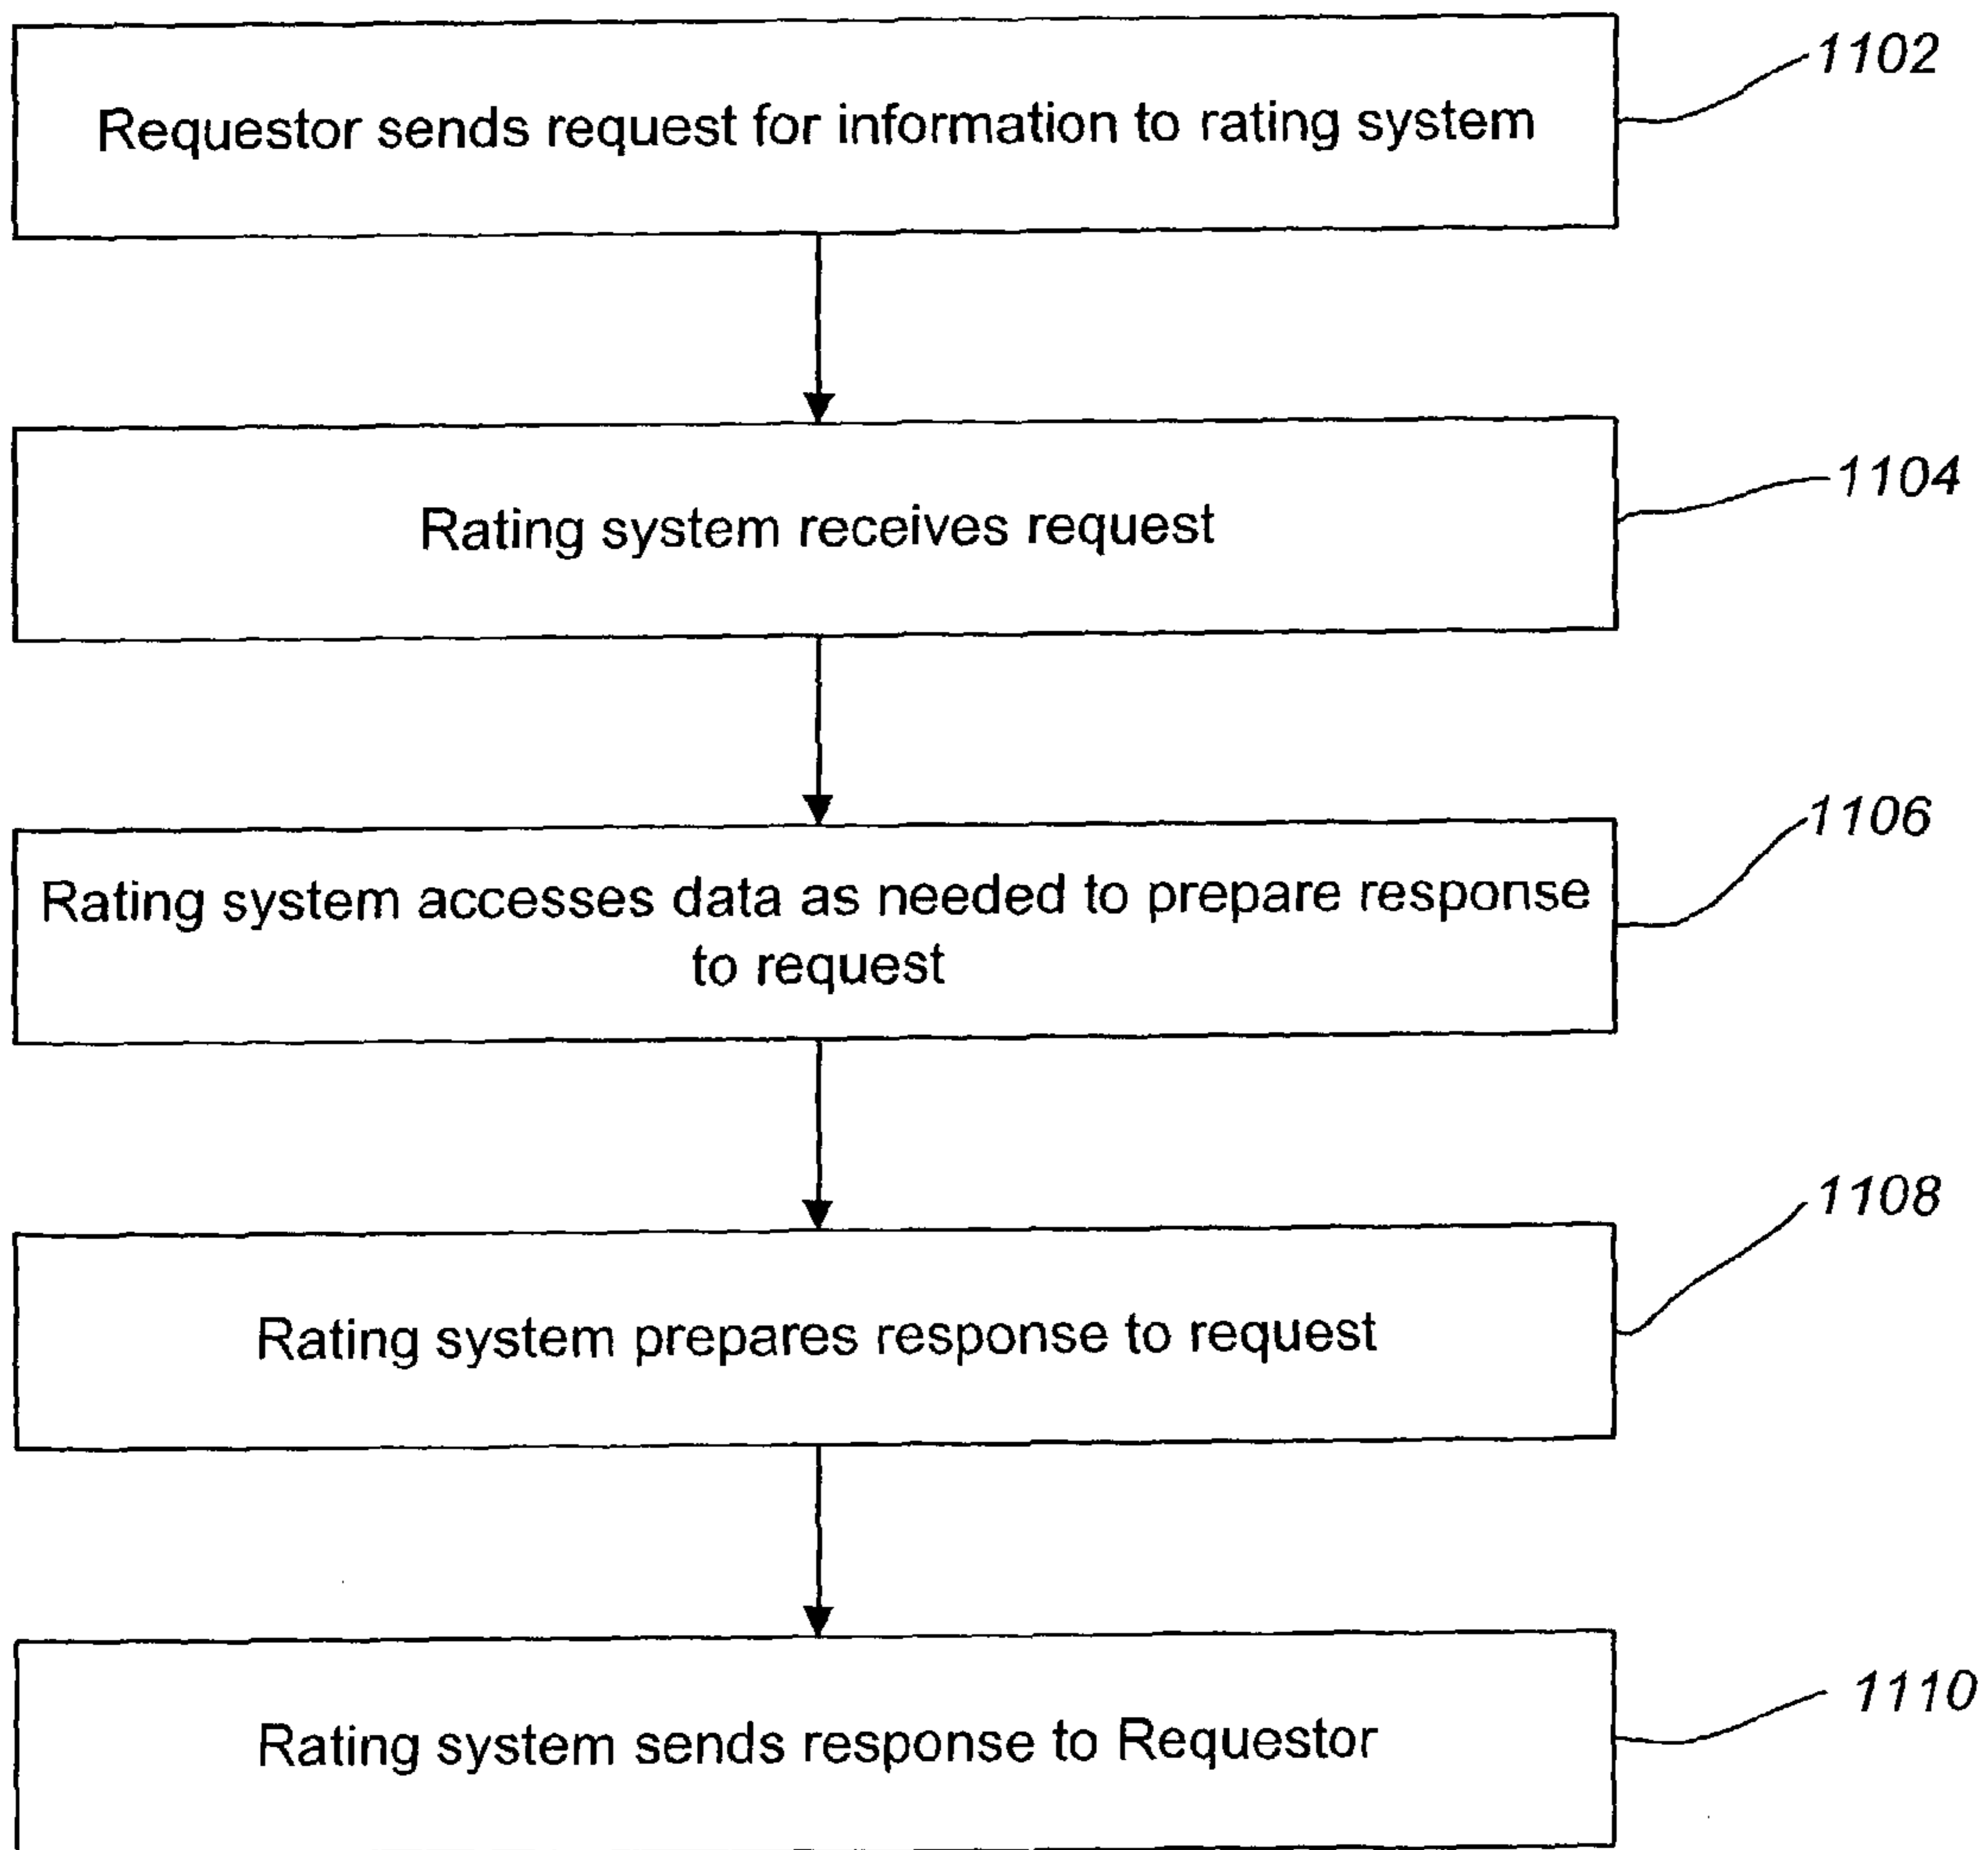 Requestor sends request for information to rating system
1102
Rating system receives request
1104
Rating system accesses data as needed to prepare response
to request
1106
Rating system prepares response to request
1108
Rating system sends response to Requestor
1110